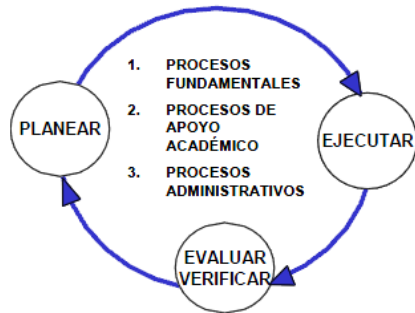 1. PROCESOS
FUNDAMENTALES
2. PROCESOS DE
APOYO
ACADÉMICO
3. PROCESOS
ADMINISTRATIVOS
PLANEAR
EJECUTAR
EVALUAR
VERIFICAR